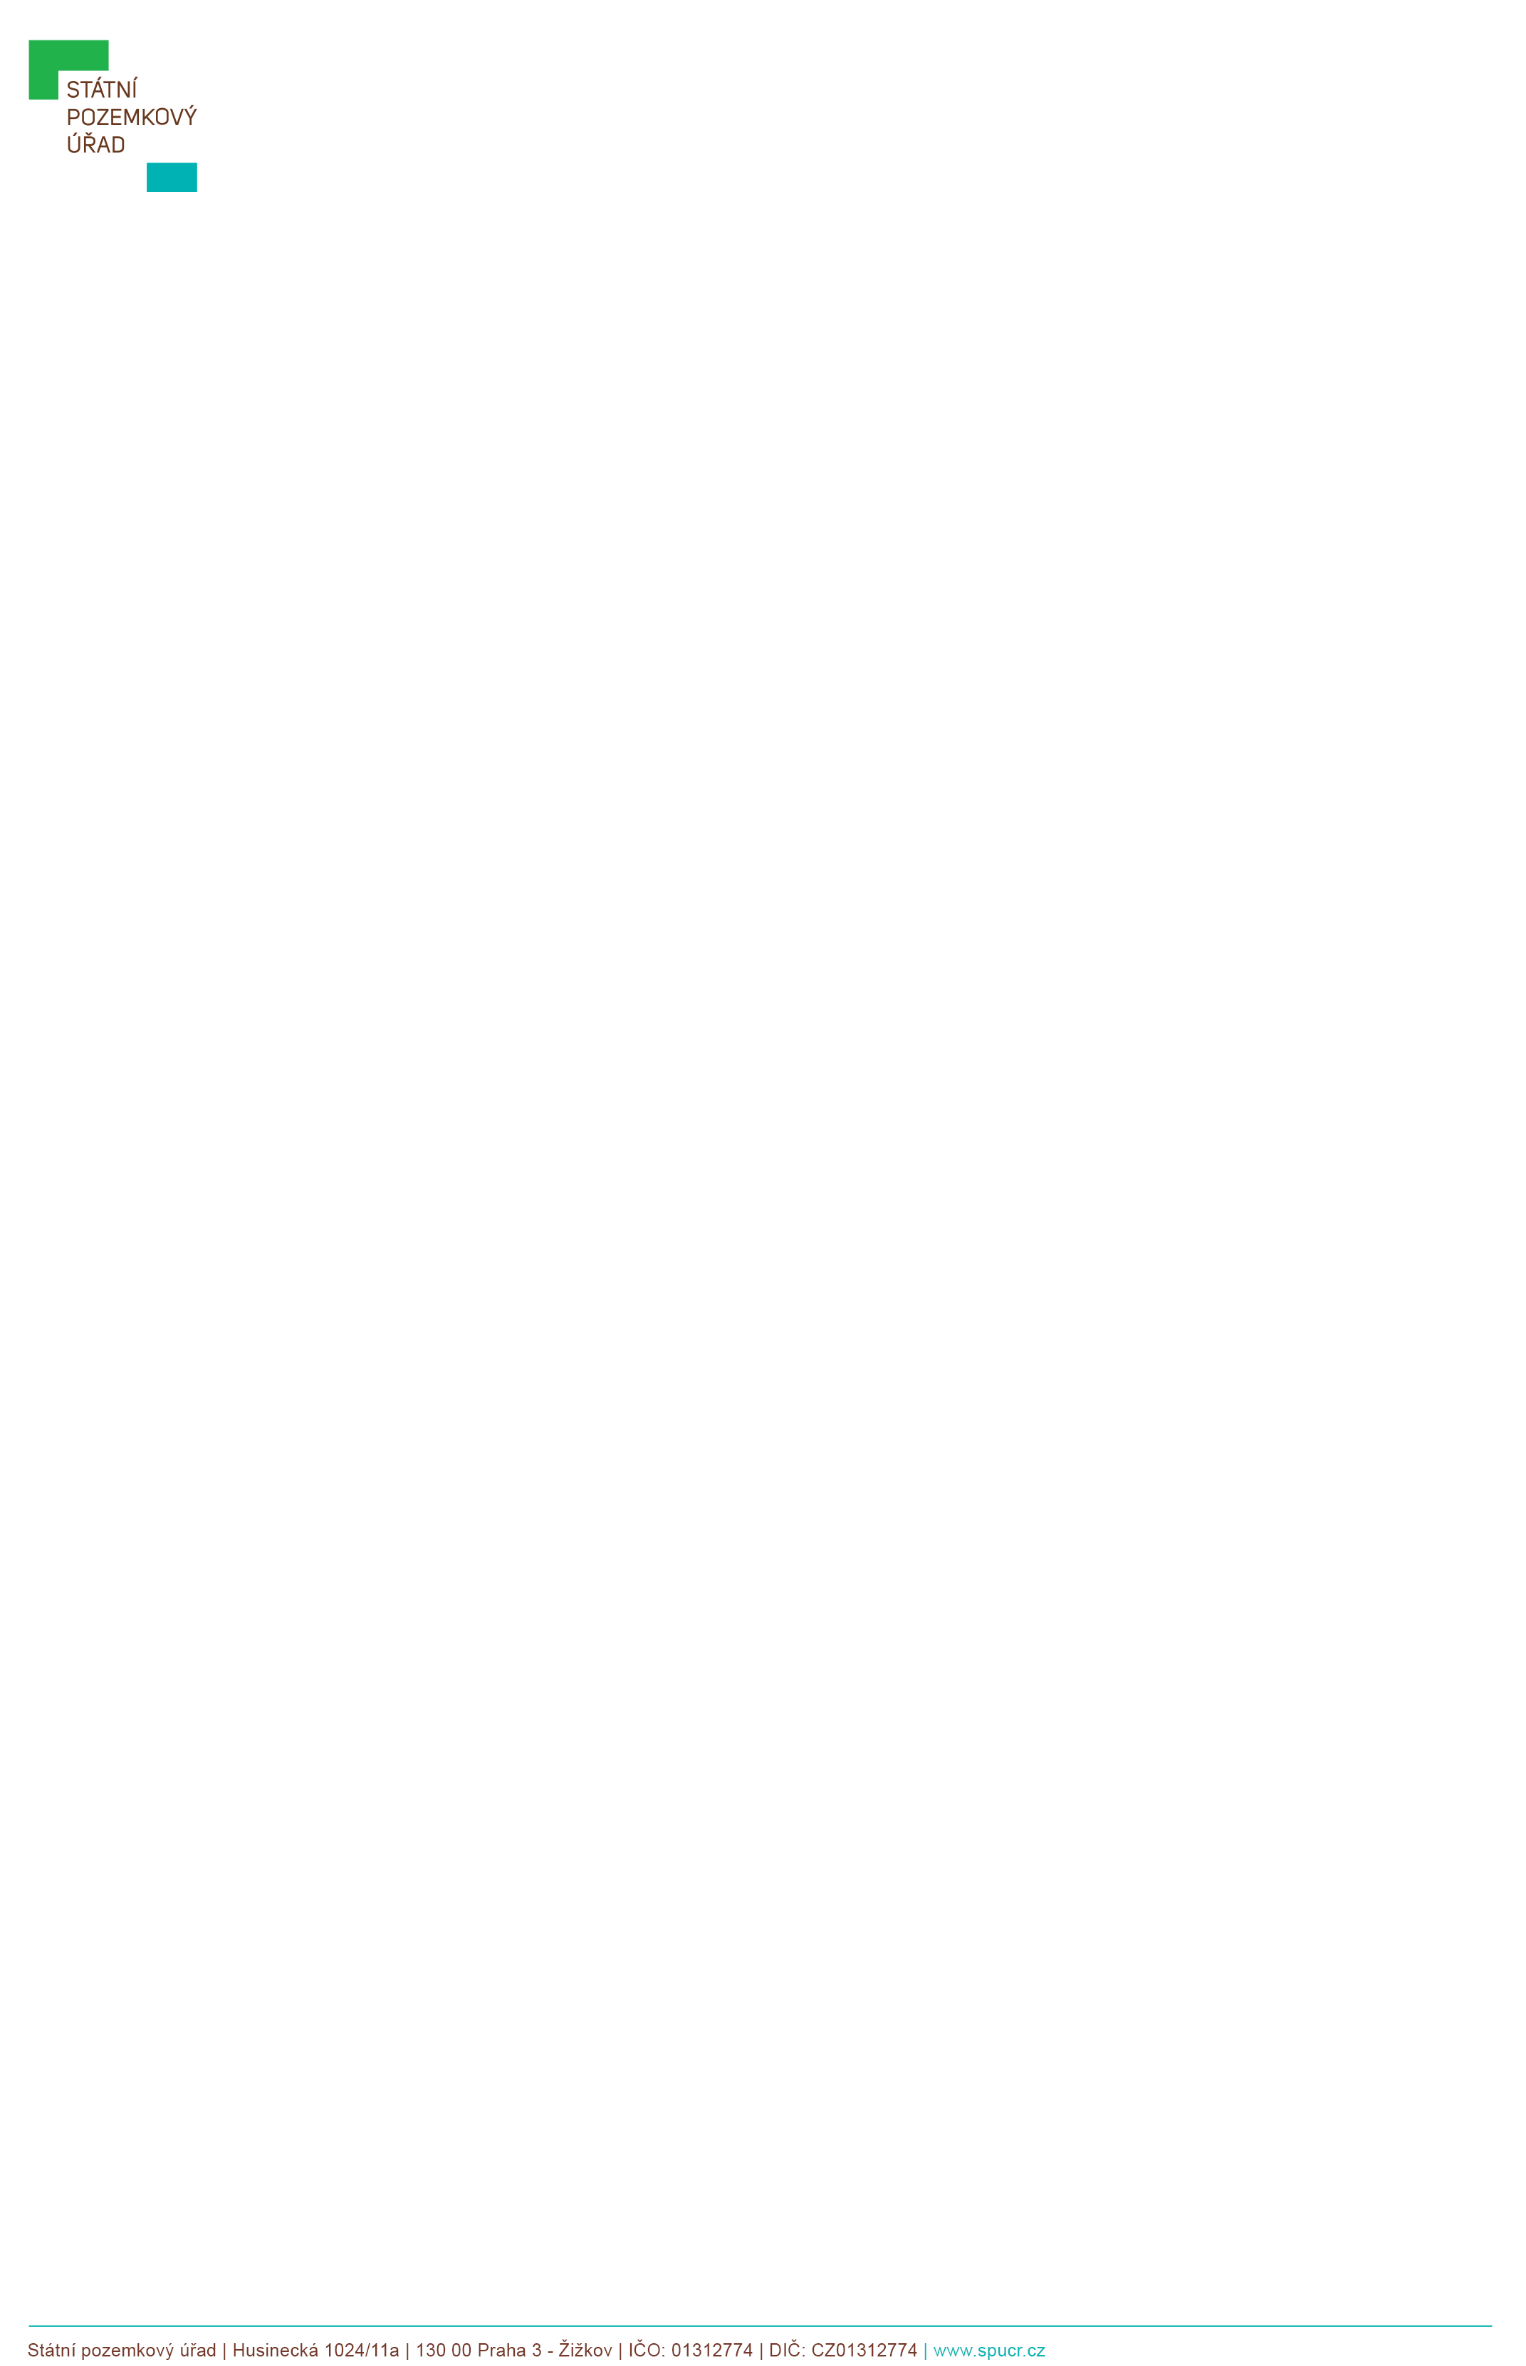 STÁTNÍ
POZEMKOVÝ
ÚŘAD
Státní pozemkový úřad | Husinecká 1024/11a | 130 00 Praha 3 - Žižkov | IČO: 01312774 | DIČ: CZ01312774 | www.spucr.cz